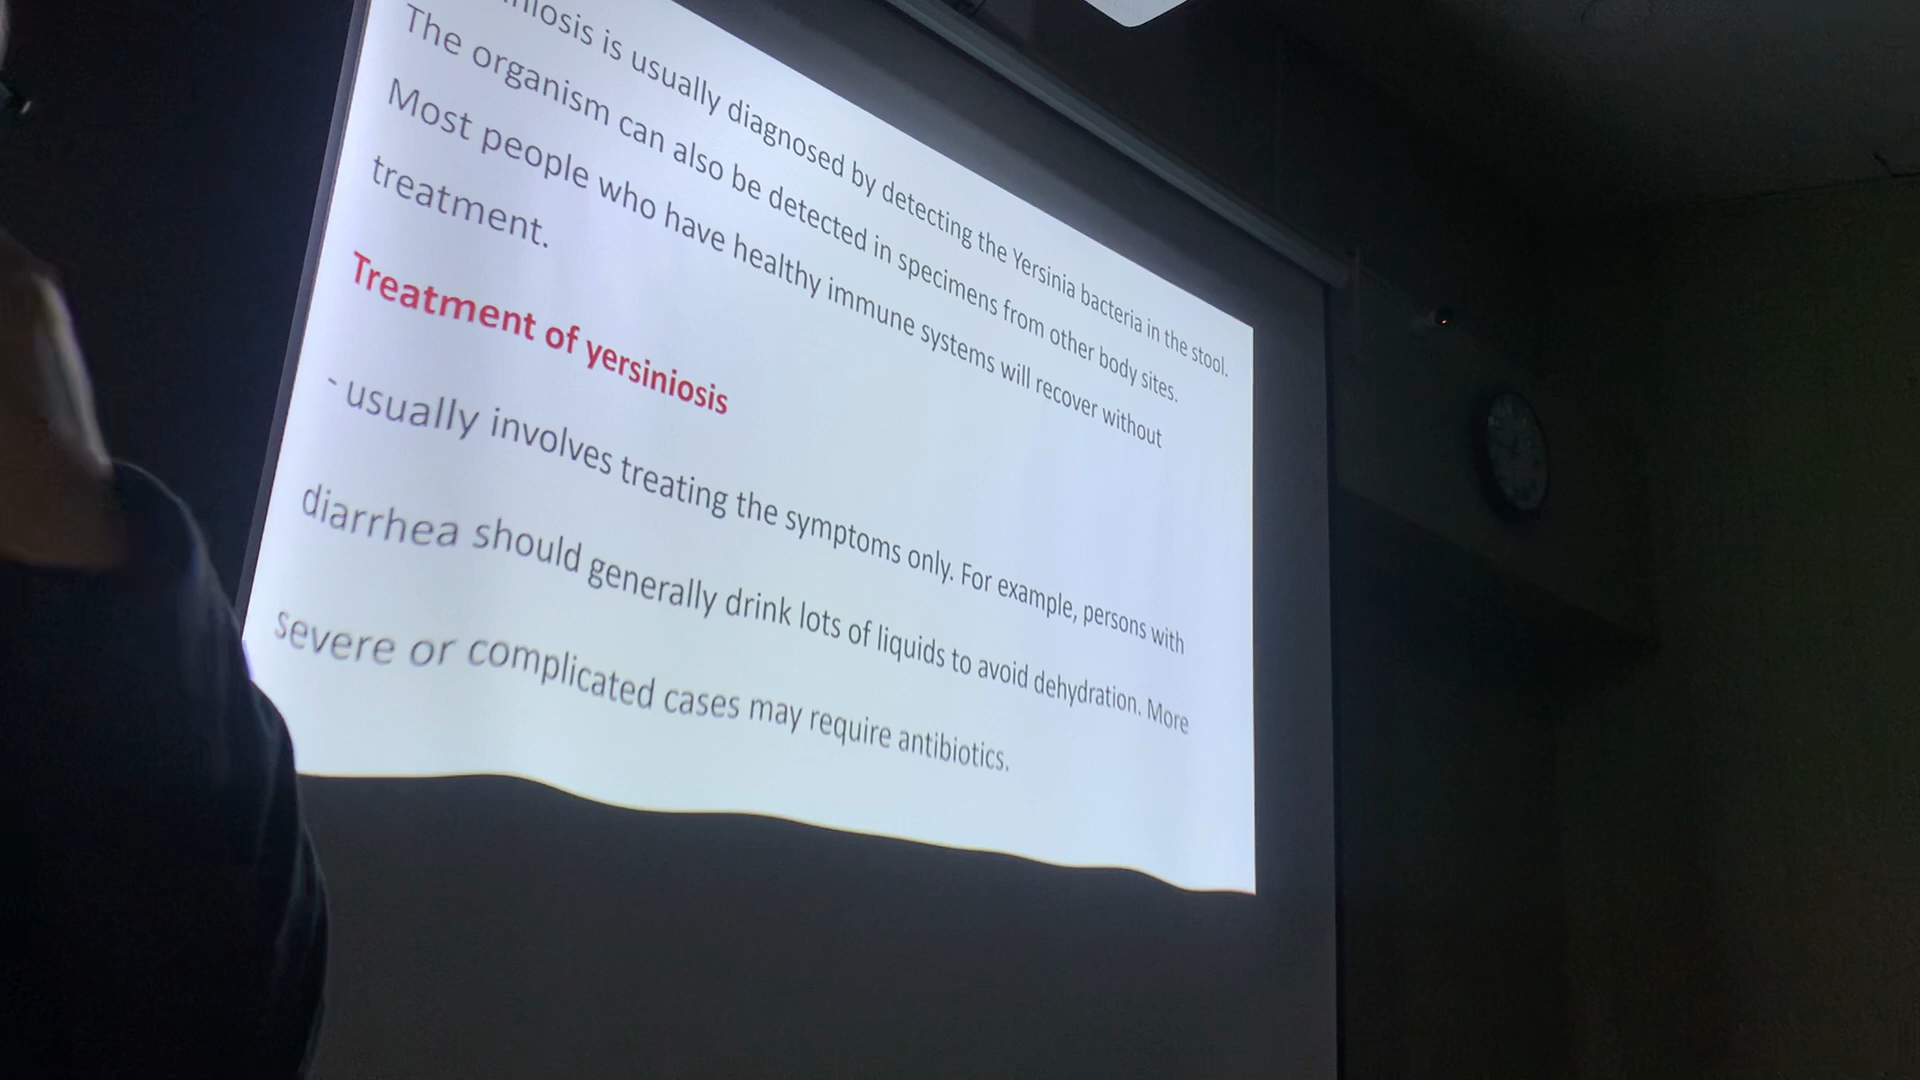 is usually diagnosed by detecting the Yersinia bacteria in the stool.
The organism can also be detected in specimens from other body sites.
Most people who have healthy immune systems will recover without
treatment.
Treatment of yersiniosis
- usually involves treating the symptoms only. For example, persons with
diarrhea should generally drink lots of liquids to avoid dehydration. More
severe or complicated cases may require antibiotics.